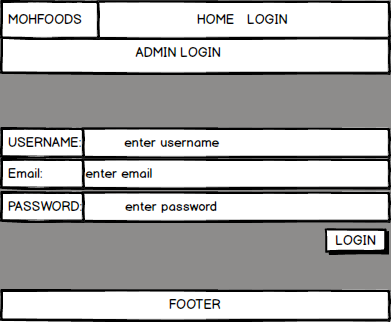 MOHFOODS HOME LOGIN
ADMIN LOGIN
USERNAME: enter username
Email: enter email
PASSWORD: enter password
LOGIN
FOOTER